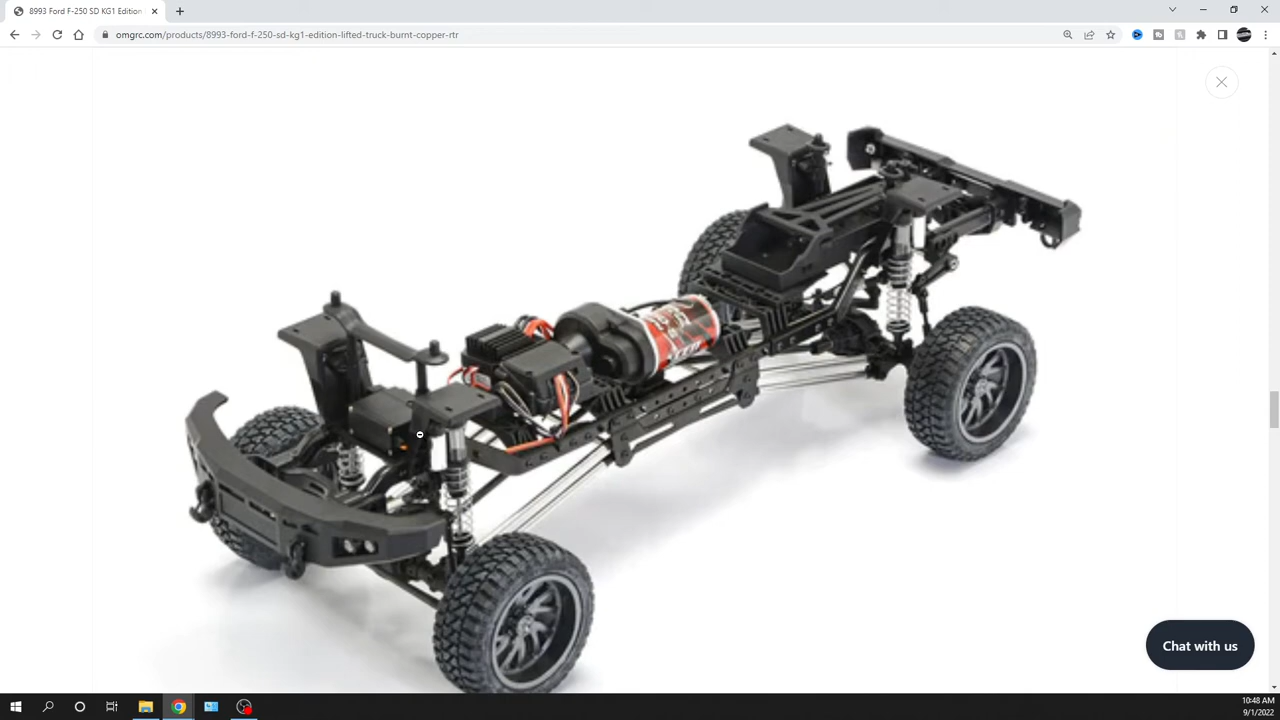 8993 Ford F-250 SD KG1 Edition
omgrc.com/products/8993-ford-f-250-sd-kg1-edition-lifted-truck-burnt-copper-rtr
Chat with us
10:48 AM
9/1/2022